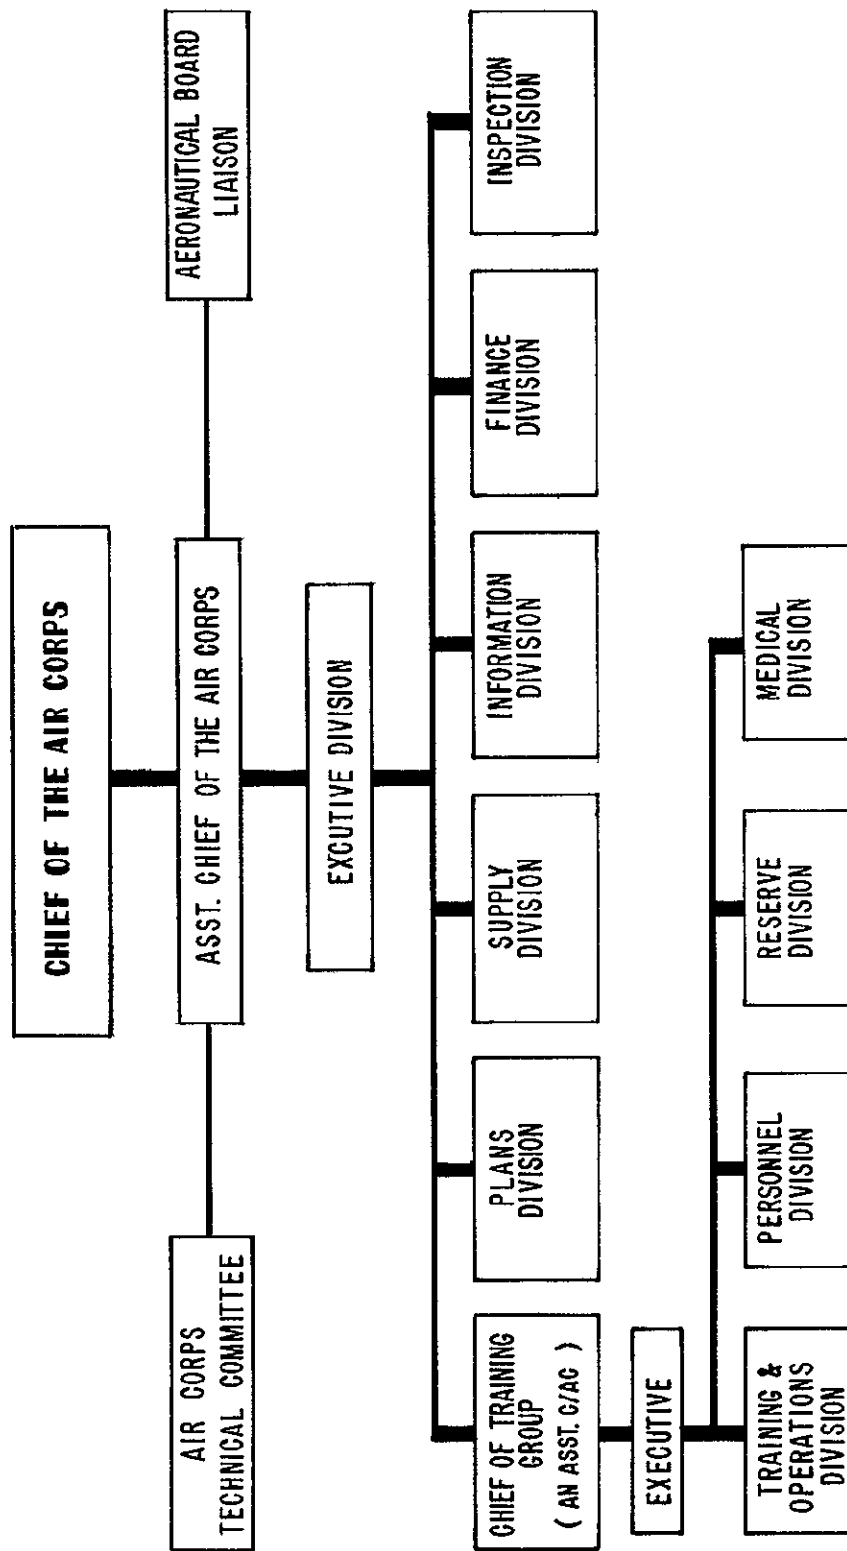 CHIEF OF THE AIR CORPS
AIR CORPS
TECHNICAL COMMITTEE
ASST. CHIEF OF THE AIR CORPS
AERONAUTICAL BOARD
LIAISON
EXCUTIVE DIVISION
CHIEF OF TRAINING
GROUP
( AN ASST. C/AC )
PLANS
DIVISION
SUPPLY
DIVISION
INFORMATION
DIVISION
FINANCE
DIVISION
INSPECTION
DIVISION
EXECUTIVE
TRAINING &
OPERATIONS
DIVISION
PERSONNEL
DIVISION
RESERVE
DIVISION
MEDICAL
DIVISION